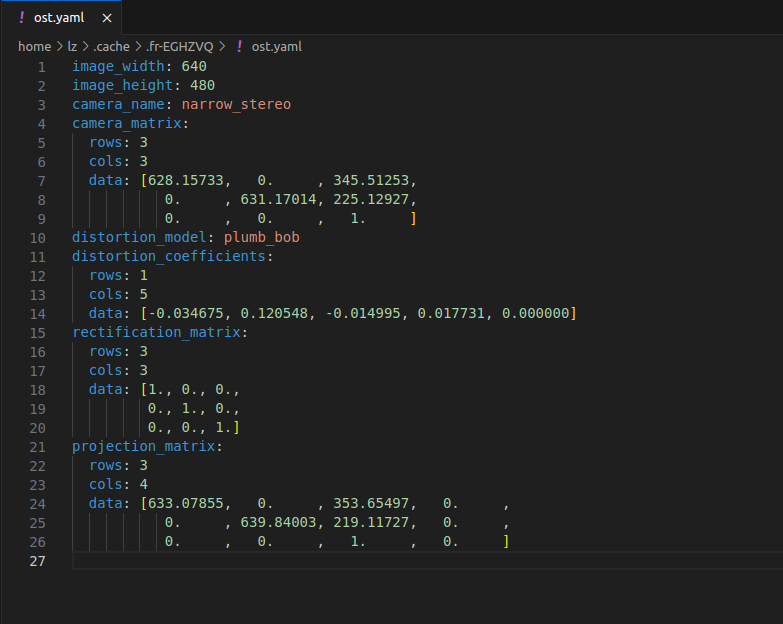 ! ost.yaml ×
home > lz > .cache > .fr-EGHZVQ > ! ost.yaml
1 image_width: 640
2 image_height: 480
3 camera_name: narrow_stereo
4 camera_matrix:
5   rows: 3
6   cols: 3
7   data: [628.15733,   0.     , 345.51253,
8            0.     , 631.17014, 225.12927,
9            0.     ,   0.     ,   1.     ]
10 distortion_model: plumb_bob
11 distortion_coefficients:
12   rows: 1
13   cols: 5
14   data: [-0.034675, 0.120548, -0.014995, 0.017731, 0.000000]
15 rectification_matrix:
16   rows: 3
17   cols: 3
18   data: [1., 0., 0.,
19          0., 1., 0.,
20          0., 0., 1.]
21 projection_matrix:
22   rows: 3
23   cols: 4
24   data: [633.07855,   0.     , 353.65497,   0.     ,
25            0.     , 639.84003, 219.11727,   0.     ,
26            0.     ,   0.     ,   1.     ,   0.     ]
27